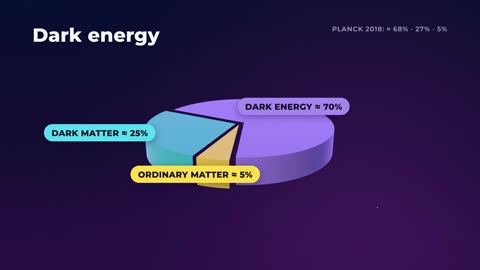 Dark energy
PLANCK 2018: ≈ 68% · 27% · 5%
DARK ENERGY ≈ 70%
DARK MATTER ≈ 25%
ORDINARY MATTER ≈ 5%